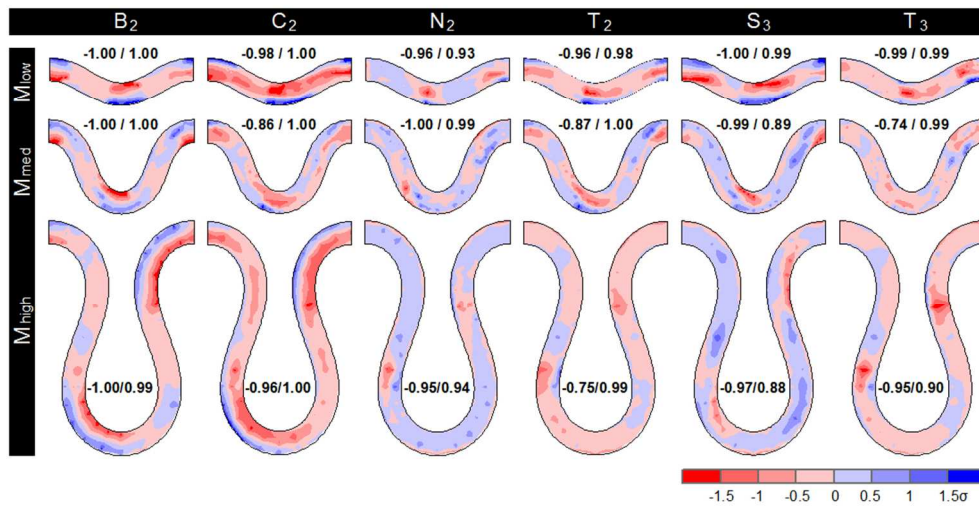 B2 C2 N2 T2 S3 T3
Mlow
-1.00 / 1.00 -0.98 / 1.00 -0.96 / 0.93 -0.96 / 0.98 -1.00 / 0.99 -0.99 / 0.99
Mmed
-1.00 / 1.00 -0.86 / 1.00 -1.00 / 0.99 -0.87 / 1.00 -0.99 / 0.89 -0.74 / 0.99
Mhigh
-1.00/0.99 -0.96/1.00 -0.95/0.94 -0.75/0.99 -0.97/0.88 -0.95/0.90
-1.5 -1 -0.5 0 0.5 1 1.5σ